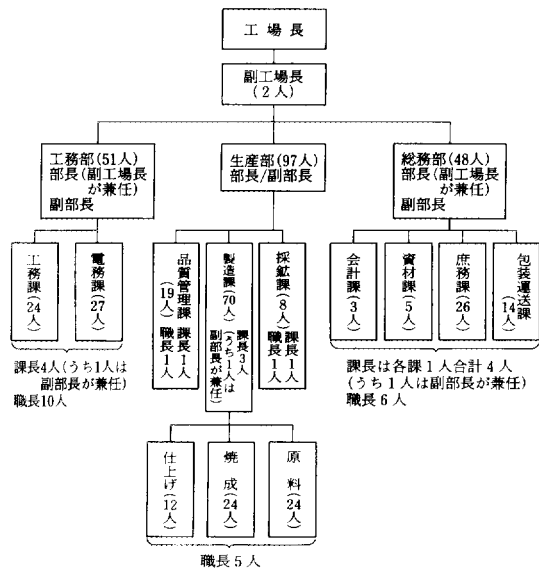 工場長
副工場長
(2人)
工務部(51人)
部長(副工場長
が兼任)
副部長
生産部(97人)
部長/副部長
総務部(48人)
部長(副工場長
が兼任)
副部長
工務課(24人)
電務課(27人)
品質管理課(19人)
課長1人
職長1人
製造課(70人)
課長3人
(うち1人は
副部長が兼任)
採鉱課(8人)
課長1人
職長1人
会計課(3人)
資材課(5人)
庶務課(26人)
包装運送課(14人)
課長4人(うち1人は
副部長が兼任)
職長10人
課長は各課1人合計4人
(うち1人は副部長が兼任)
職長6人
仕上げ(12人)
焼成(24人)
原料(24人)
職長5人